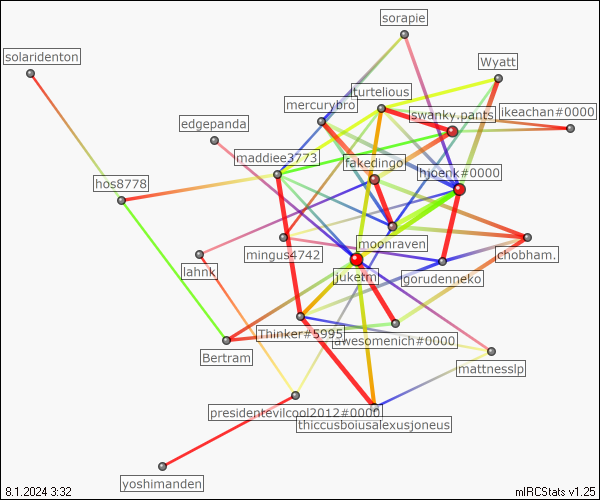 sorapie
solaridenton
Wyatt
turtelious
mercurybro
swanky.pants
ikeachan#0000
edgepanda
maddiee3773
fakedingo
hjoenk#0000
hos8778
moonraven
mingus4742
chobham.
lahnk
juketm
gorudenneko
Thinker#5995
awesomenich#0000
Bertram
mattnesslp
presidentevilcool2012#0000
thiccusboiusalexusjoneus
yoshimanden
8.1.2024 3:32
mIRCStats v1.25